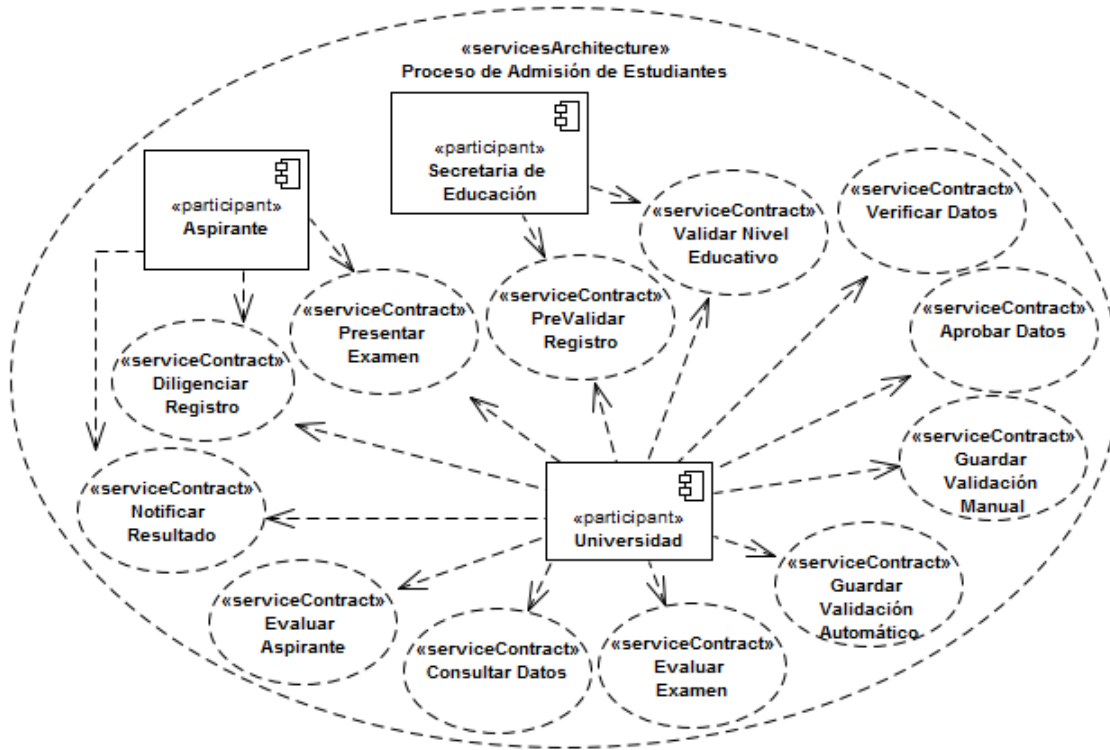 «servicesArchitecture»
Proceso de Admisión de Estudiantes
«participant»
Secretaria de
Educación
«participant»
Aspirante
«serviceContract»
Verificar Datos
«serviceContract»
Validar Nivel
Educativo
«serviceContract»
PreValidar
Registro
«serviceContract»
Presentar
Examen
«serviceContract»
Aprobar Datos
«serviceContract»
Diligenciar
Registro
«serviceContract»
Guardar
Validación
Manual
«serviceContract»
Notificar
Resultado
«participant»
Universidad
«serviceContract»
Guardar
Validación
Automático
«serviceContract»
Evaluar
Aspirante
«serviceContract»
Consultar Datos
«serviceContract»
Evaluar
Examen